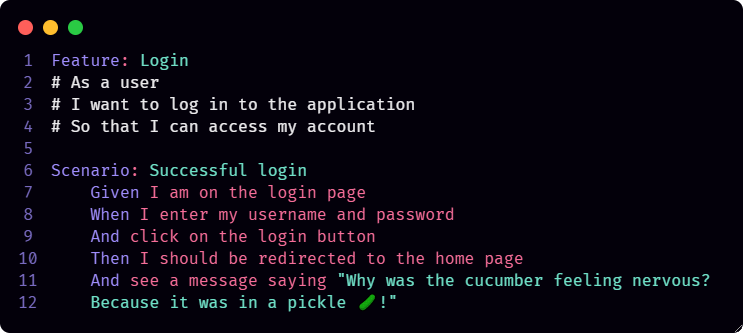 1 Feature: Login
2 # As a user
3 # I want to log in to the application
4 # So that I can access my account
5
6 Scenario: Successful login
7 Given I am on the login page
8 When I enter my username and password
9 And click on the login button
10 Then I should be redirected to the home page
11 And see a message saying "Why was the cucumber feeling nervous?
12 Because it was in a pickle 🥒!"